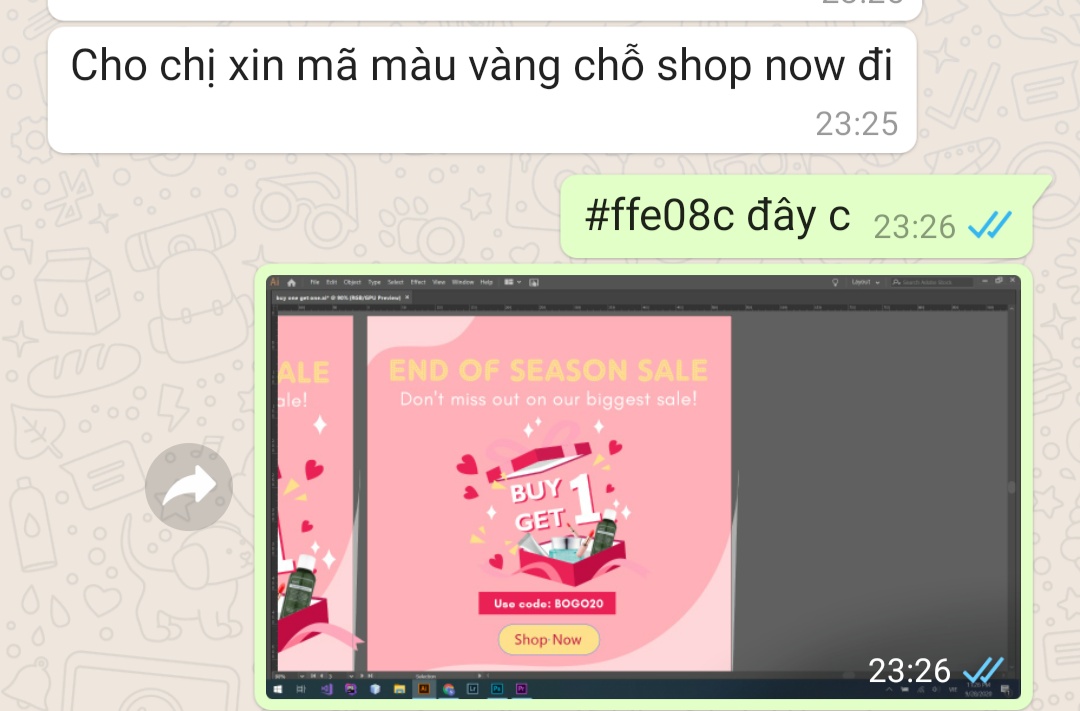 Cho chị xin mã màu vàng chỗ shop now đi
23:25
#ffe08c đây c
23:26
File Edit Object Type Select Effect View Window Help
buy one get one.ai* @ 90% (RGB/GPU Preview)
ALE
ale!
END OF SEASON SALE
Don't miss out on our biggest sale!
BUY 1
GET
Use code: BOGO20
Shop Now
23:26